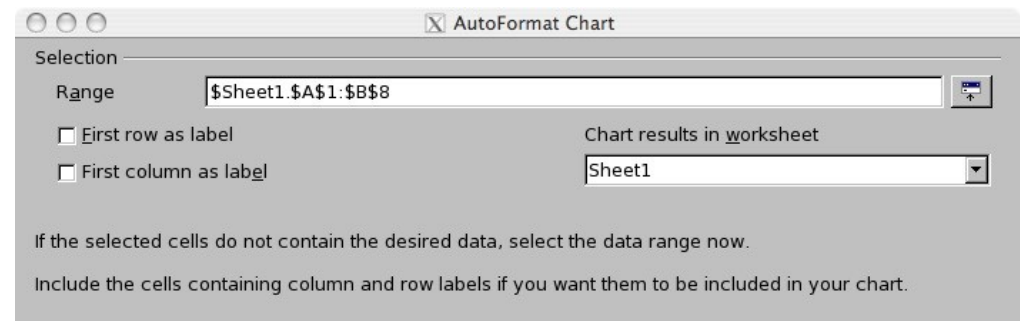 AutoFormat Chart
Selection
Range $Sheet1.$A$1:$B$8
First row as label Chart results in worksheet
First column as label Sheet1
If the selected cells do not contain the desired data, select the data range now.
Include the cells containing column and row labels if you want them to be included in your chart.